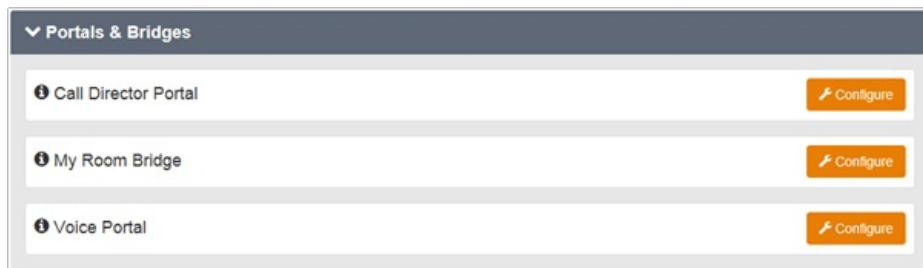 Portals & Bridges
Call Director Portal
Configure
My Room Bridge
Configure
Voice Portal
Configure